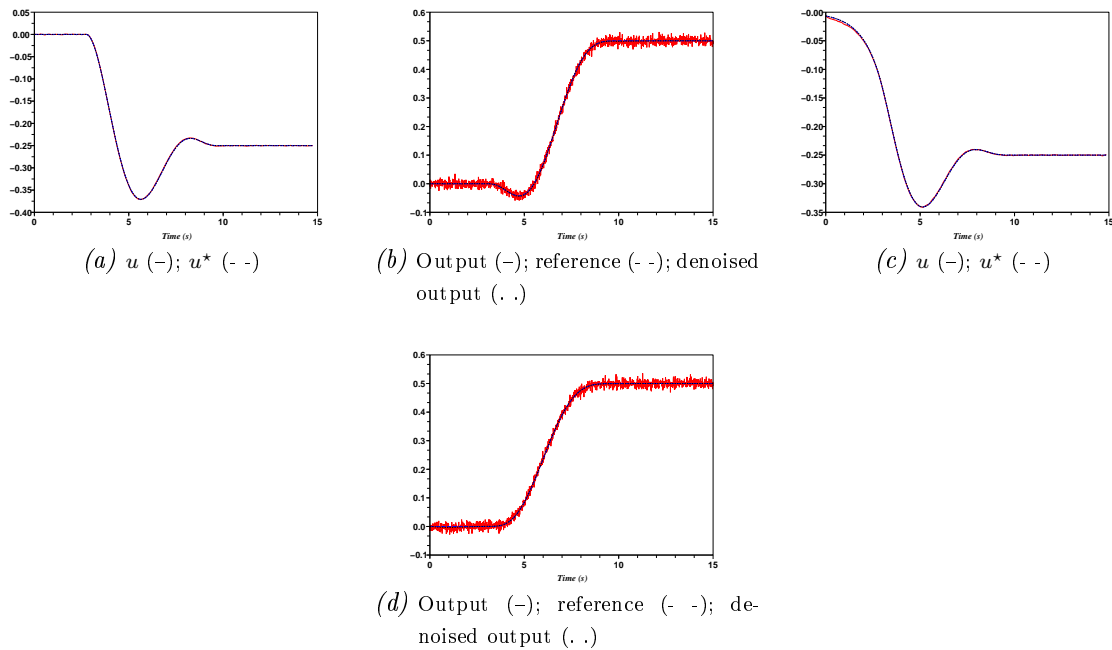 0.05
0.00
−0.05
−0.10
−0.15
−0.20
−0.25
−0.30
−0.35
−0.40
0 5 10 15
Time (s)
(a) u (–); u⋆ (- -)
0.6
0.5
0.4
0.3
0.2
0.1
0.0
−0.1
0 5 10 15
Time (s)
(b) Output (–); reference (- -); denoised
output (. .)
−0.00
−0.05
−0.10
−0.15
−0.20
−0.25
−0.30
−0.35
0 5 10 15
Time (s)
(c) u (–); u⋆ (- -)
0.6
0.5
0.4
0.3
0.2
0.1
0.0
−0.1
0 5 10 15
Time (s)
(d) Output (–); reference (- -); de-
noised output (. .)